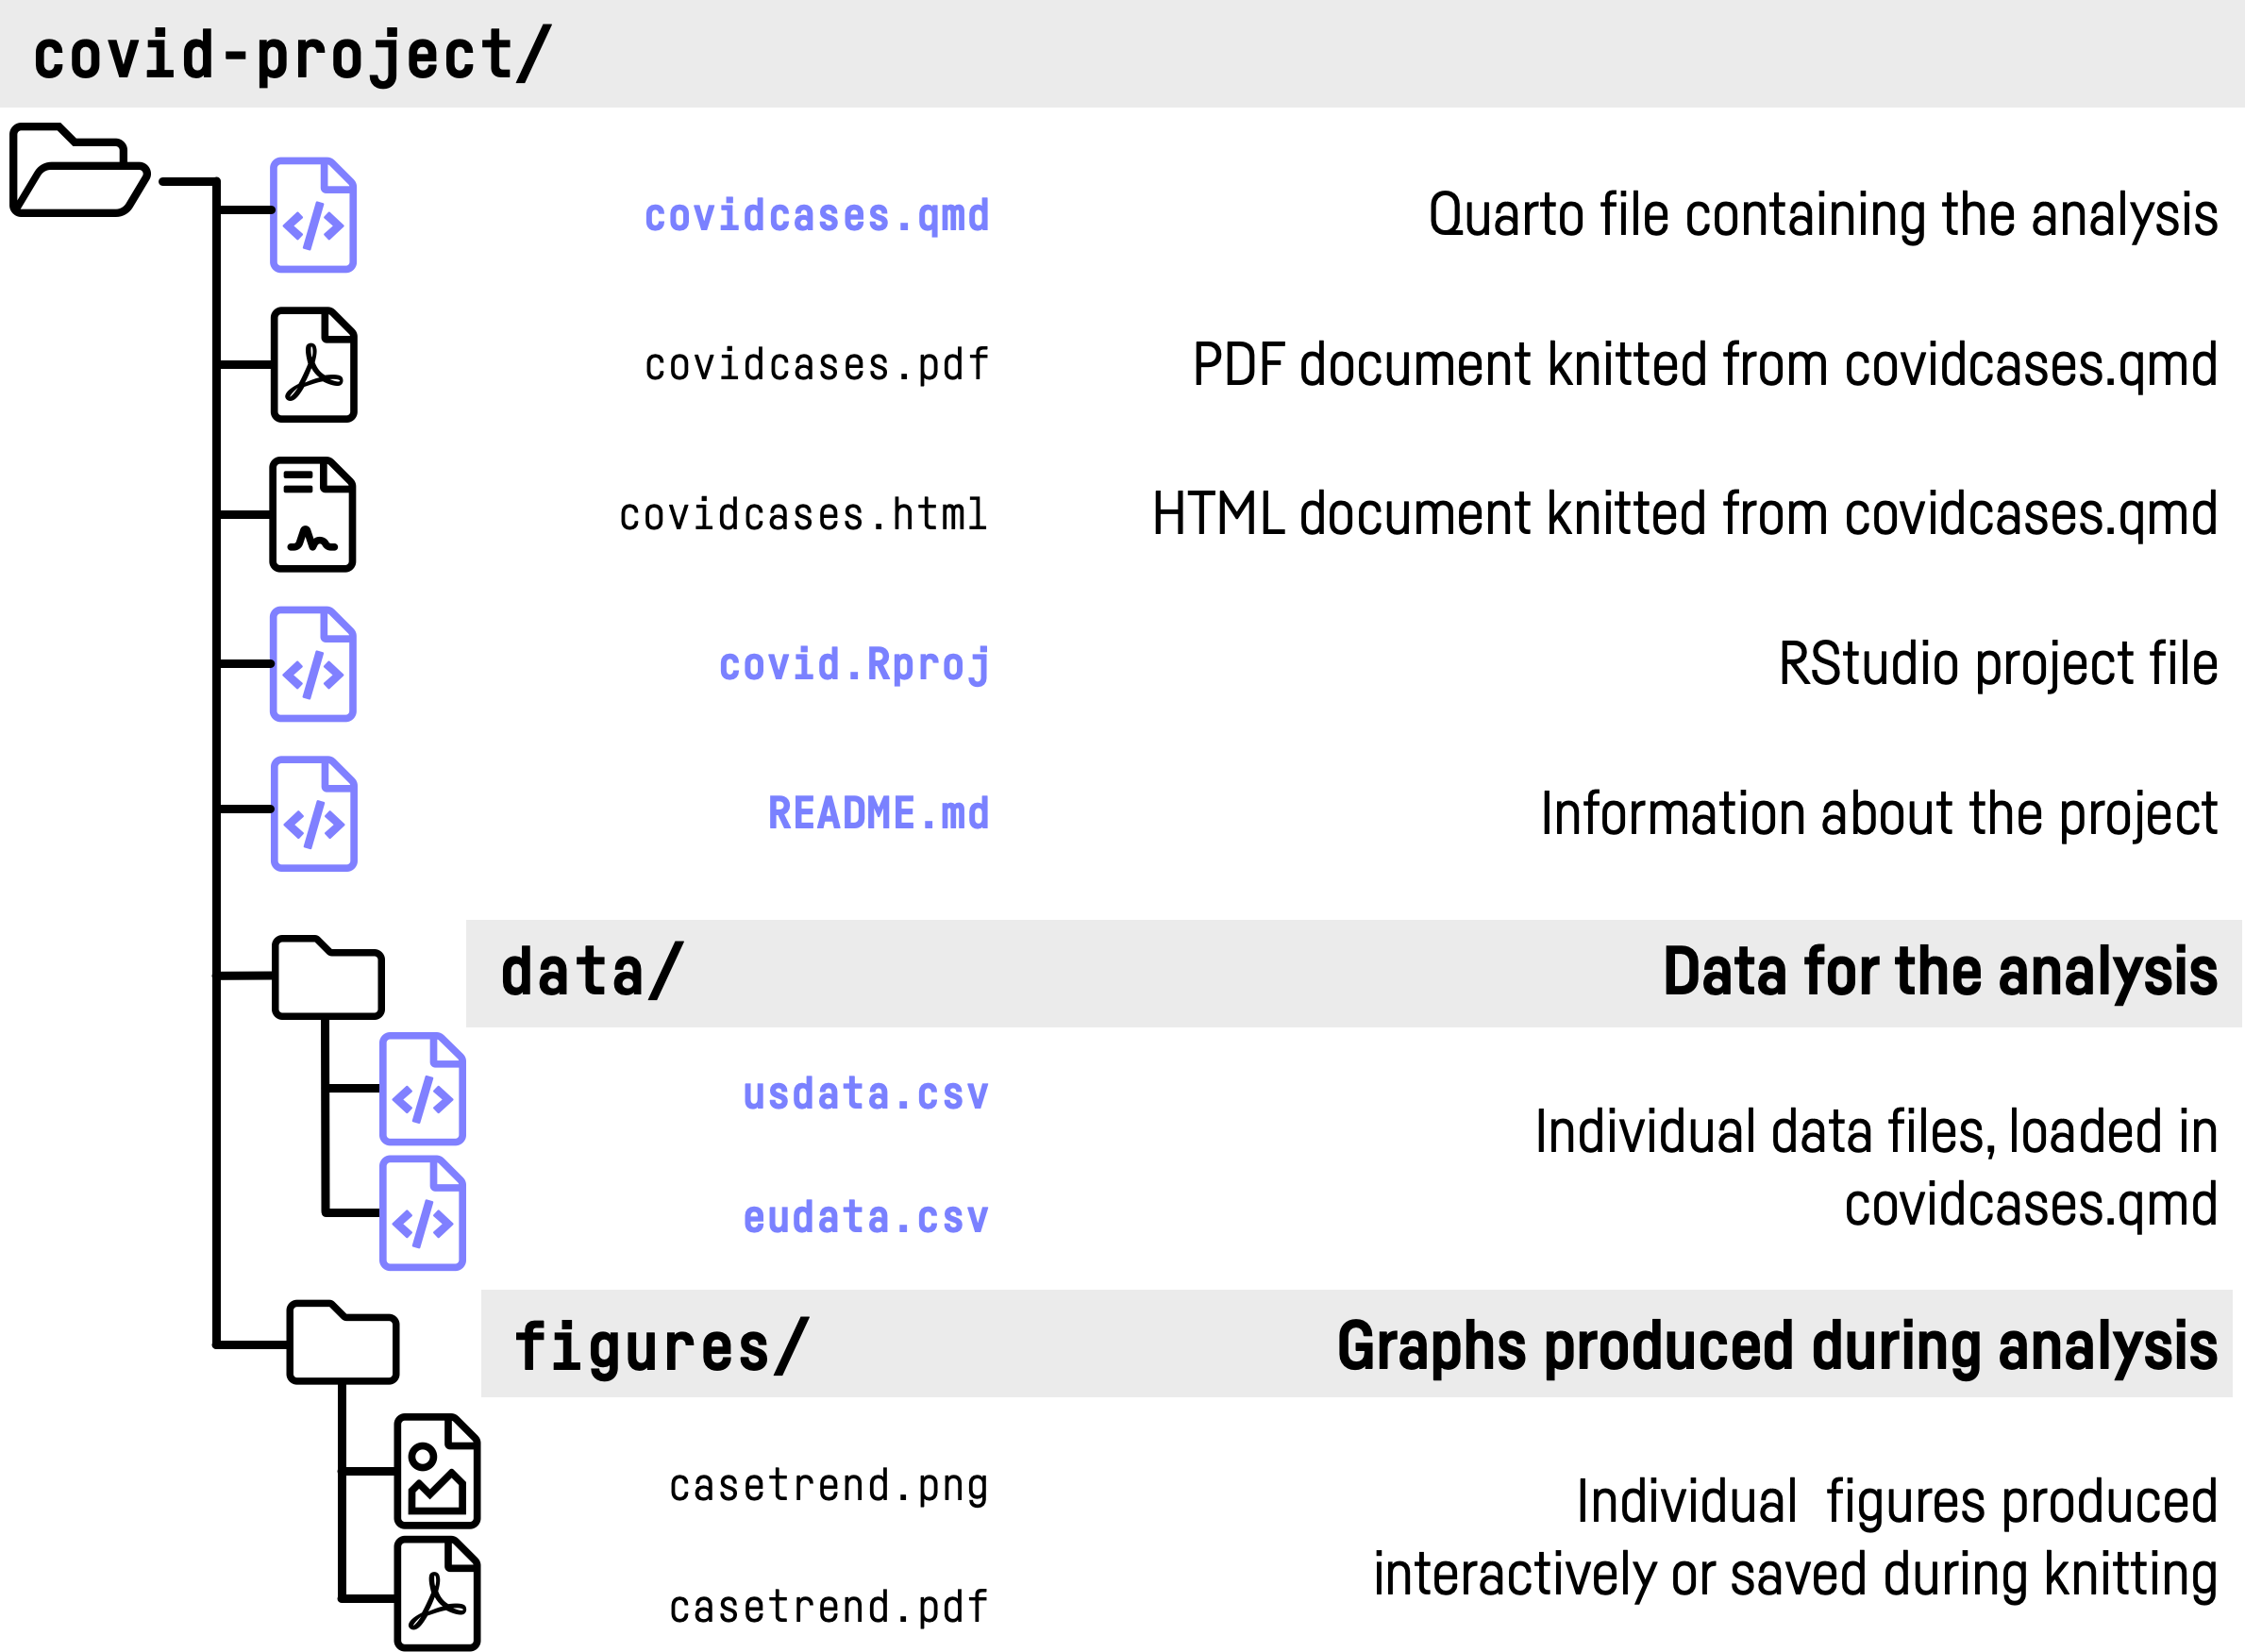 covid-project/
covidcases.qmd Quarto file containing the analysis
covidcases.pdf PDF document knitted from covidcases.qmd
covidcases.html HTML document knitted from covidcases.qmd
covid.Rproj RStudio project file
README.md Information about the project
data/ Data for the analysis
usdata.csv
Individual data files, loaded in
eudata.csv
covidcases.qmd
figures/ Graphs produced during analysis
casetrend.png
Individual figures produced
interactively or saved during knitting
casetrend.pdf